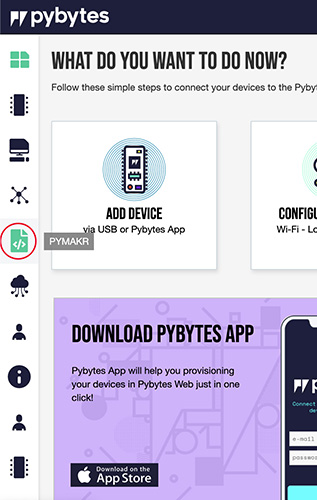 pybytes
WHAT DO YOU WANT TO DO NOW?
Follow these simple steps to connect your devices to the Pyby
ADD DEVICE
via USB or Pybytes App
CONFIGU
Wi-Fi - Lo
</>
PYMAKR
DOWNLOAD PYBYTES APP
Pybytes App will help you provisioning
your devices in Pybytes Web just in one
click!
Download on the
App Store
Connect
de
e-mail
passwo